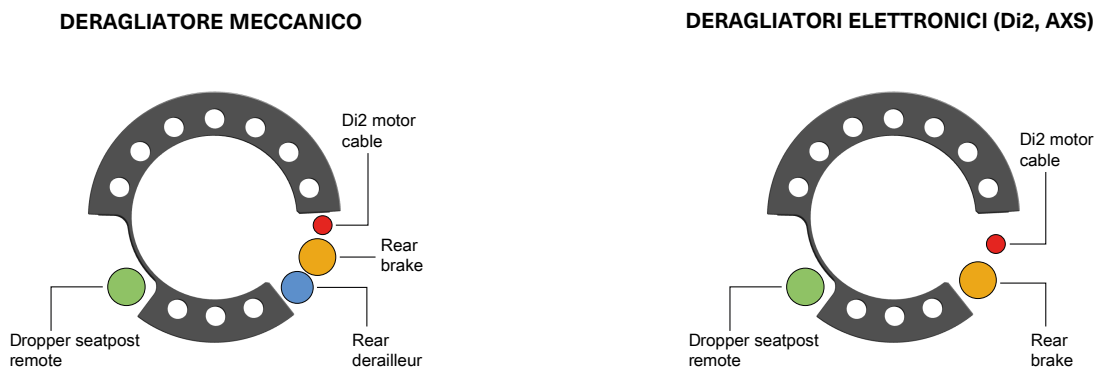 DERAGLIATORE MECCANICO
DERAGLIATORI ELETTRONICI (Di2, AXS)
Di2 motor
cable
Rear
brake
Dropper seatpost
remote
Rear
derailleur
Di2 motor
cable
Dropper seatpost
remote
Rear
brake